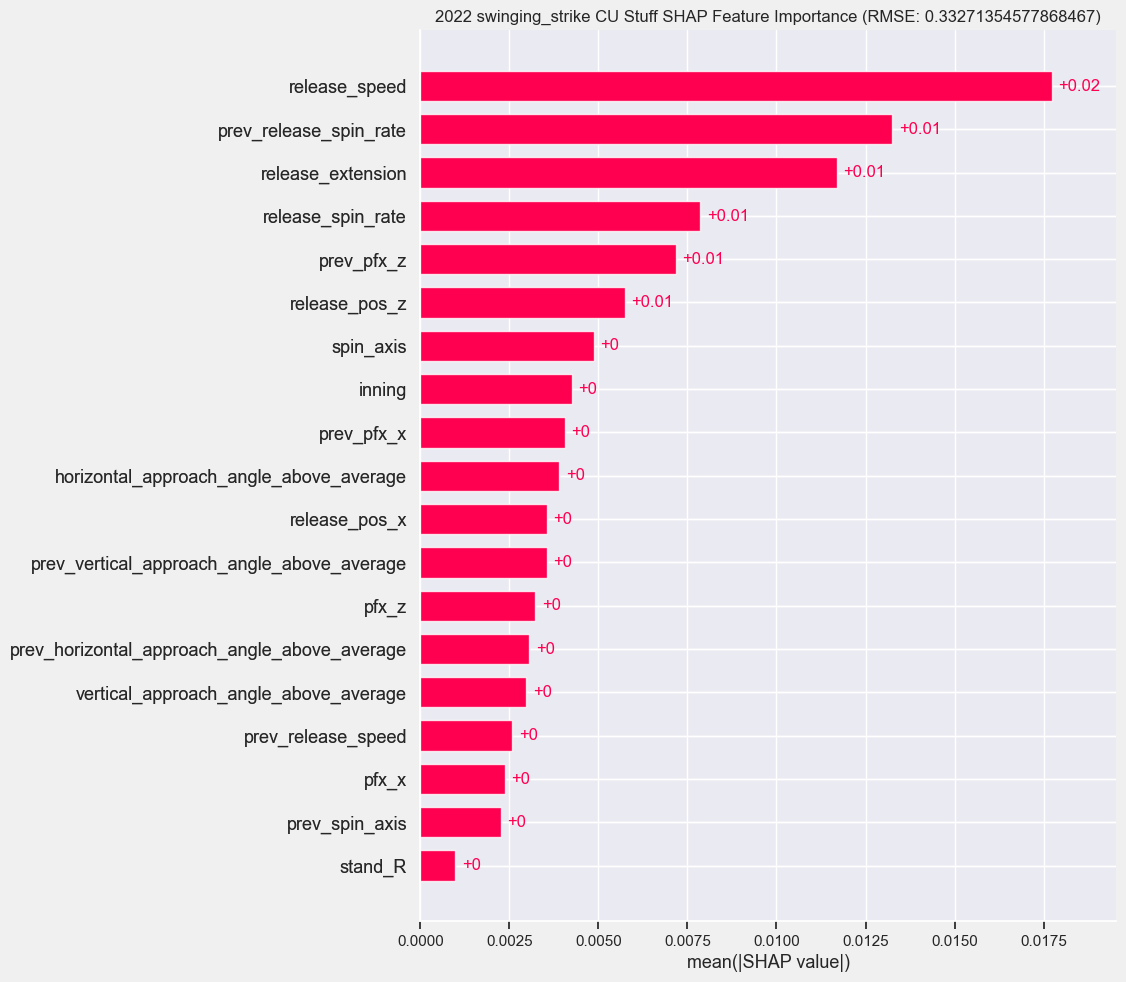 2022 swinging_strike CU Stuff SHAP Feature Importance (RMSE: 0.33271354577868467)
release_speed +0.02
prev_release_spin_rate +0.01
release_extension +0.01
release_spin_rate +0.01
prev_pfx_z +0.01
release_pos_z +0.01
spin_axis +0
inning +0
prev_pfx_x +0
horizontal_approach_angle_above_average +0
release_pos_x +0
prev_vertical_approach_angle_above_average +0
pfx_z +0
prev_horizontal_approach_angle_above_average +0
vertical_approach_angle_above_average +0
prev_release_speed +0
pfx_x +0
prev_spin_axis +0
stand_R +0
0.0000 0.0025 0.0050 0.0075 0.0100 0.0125 0.0150 0.0175
mean(|SHAP value|)